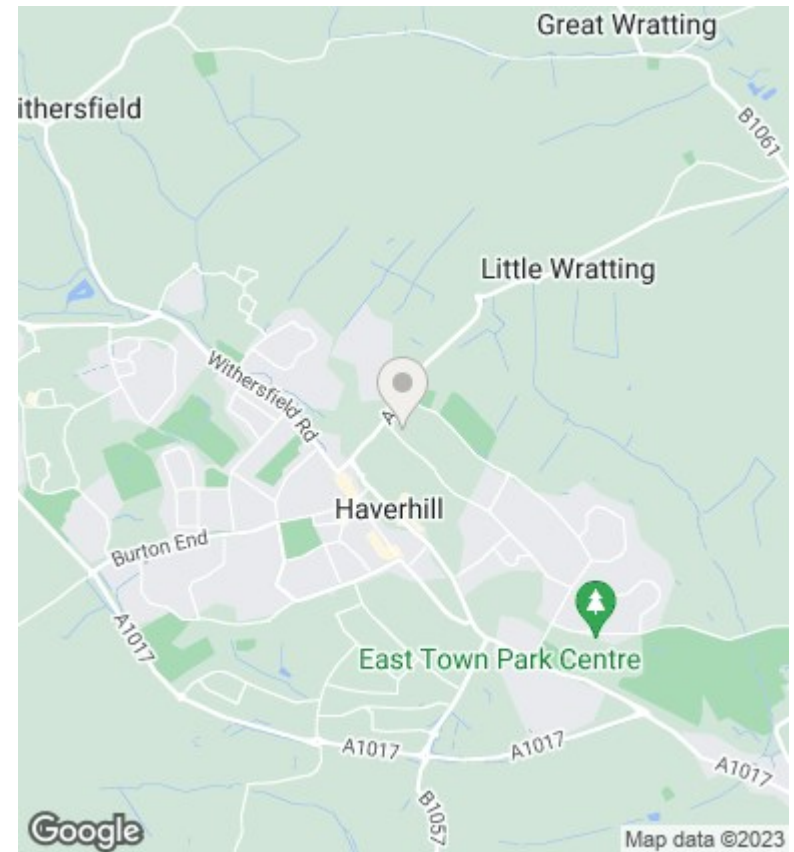 Great Wratting
ithersfield
B1061
Little Wratting
Withersfield Rd
A
Haverhill
Burton End
A1017
East Town Park Centre
A1017
A1017
A1017
B1057
Google
Map data ©2023